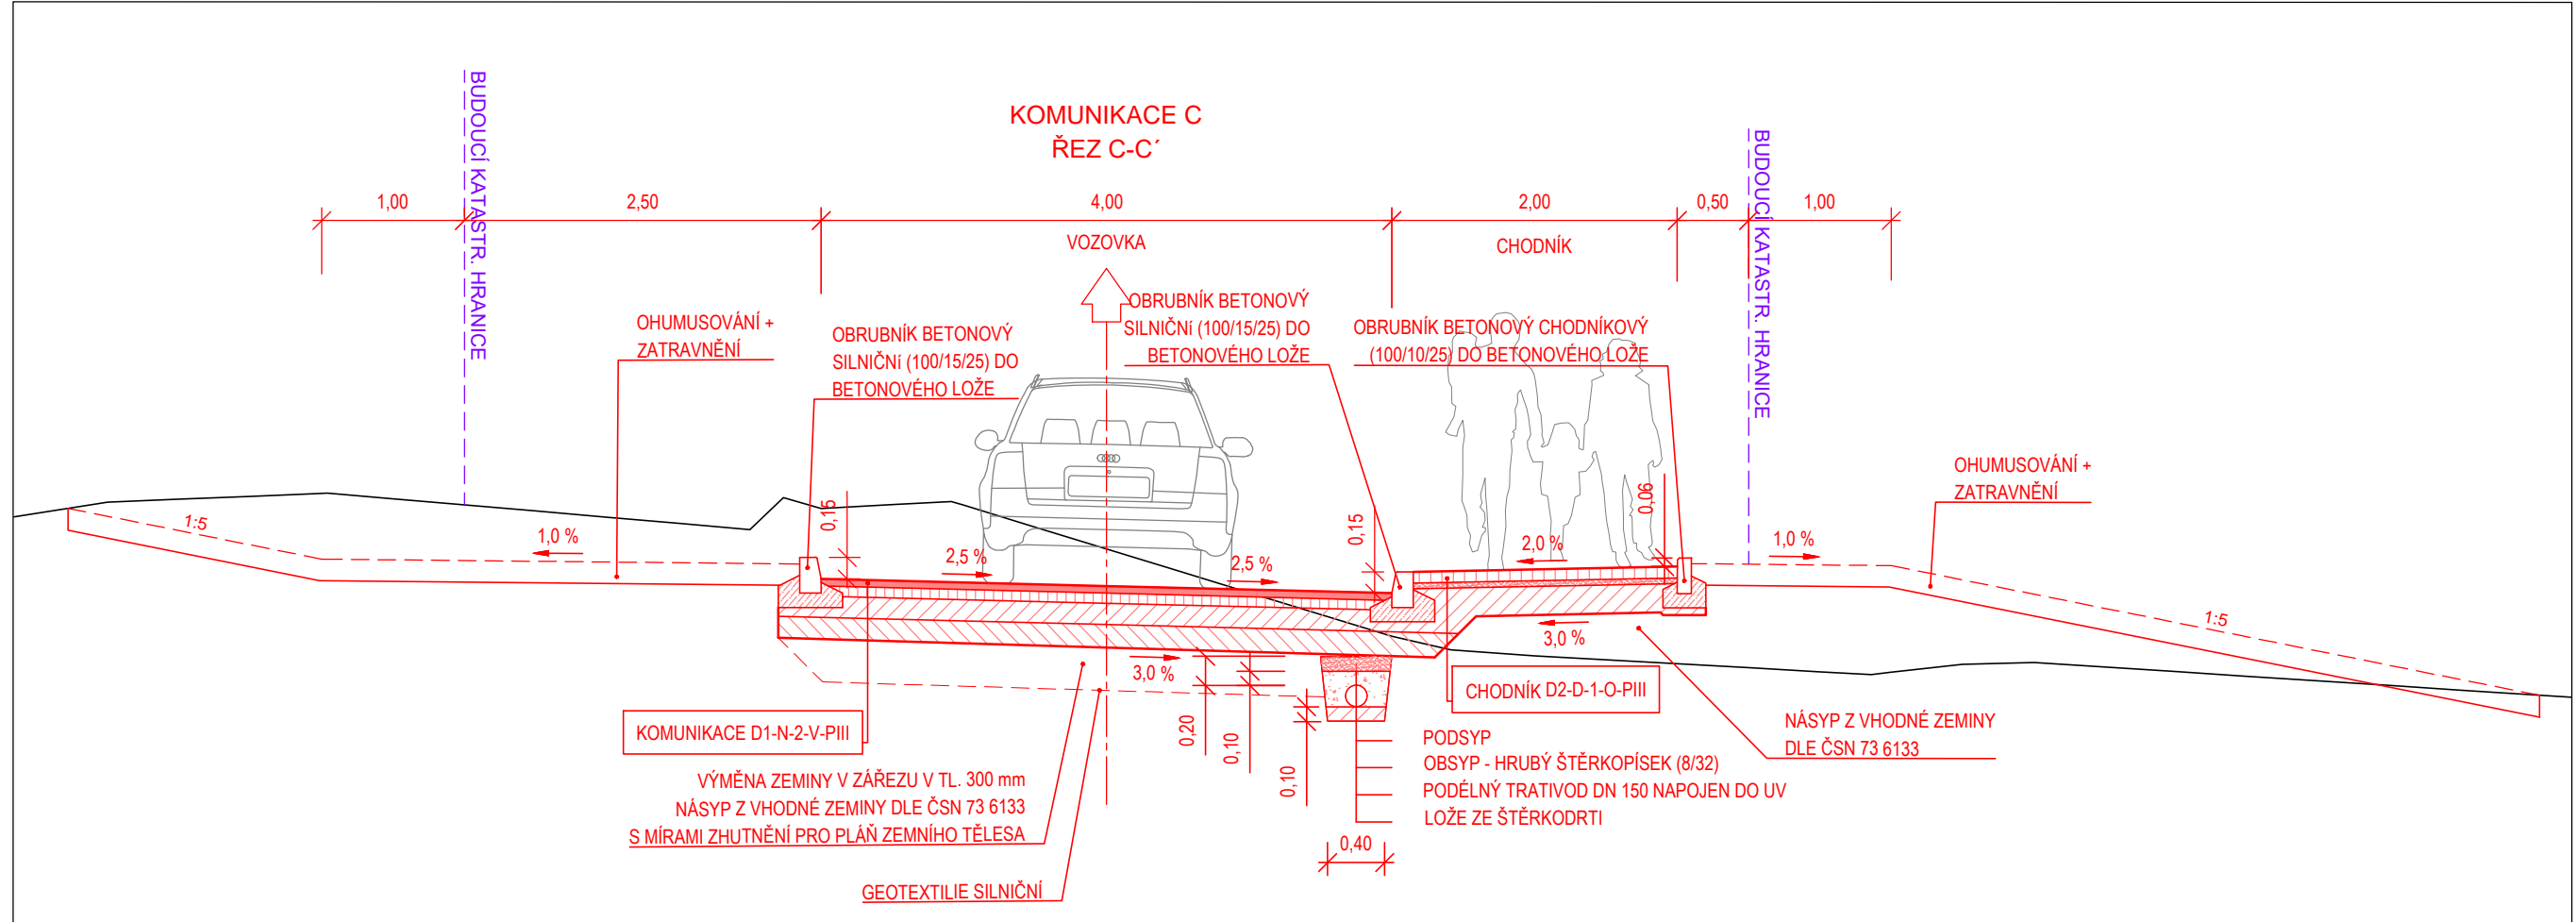 KOMUNIKACE C
ŘEZ C-C´
BUDOUCÍ KATASTR. HRANICE
BUDOUCÍ KATASTR. HRANICE
1,00
2,50
4,00
2,00
0,50
1,00
VOZOVKA
CHODNÍK
OHUMUSOVÁNÍ +
ZATRAVNĚNÍ
OBRUBNÍK BETONOVÝ
SILNIČNí (100/15/25) DO
BETONOVÉHO LOŽE
OBRUBNÍK BETONOVÝ
SILNIČNí (100/15/25) DO
BETONOVÉHO LOŽE
OBRUBNÍK BETONOVÝ CHODNÍKOVÝ
(100/10/25) DO BETONOVÉHO LOŽE
OHUMUSOVÁNÍ +
ZATRAVNĚNÍ
1:5
1,0 %
0,15
2,5 %
2,5 %
0,15
2,0 %
0,06
1,0 %
1:5
3,0 %
3,0 %
0,20
0,10
0,10
KOMUNIKACE D1-N-2-V-PIII
CHODNÍK D2-D-1-O-PIII
NÁSYP Z VHODNÉ ZEMINY
DLE ČSN 73 6133
VÝMĚNA ZEMINY V ZÁŘEZU V TL. 300 mm
NÁSYP Z VHODNÉ ZEMINY DLE ČSN 73 6133
S MÍRAMI ZHUTNĚNÍ PRO PLÁŇ ZEMNÍHO TĚLESA
PODSYP
OBSYP - HRUBÝ ŠTĚRKOPÍSEK (8/32)
PODÉLNÝ TRATIVOD DN 150 NAPOJEN DO UV
LOŽE ZE ŠTĚRKODRTI
0,40
GEOTEXTILIE SILNIČNÍ